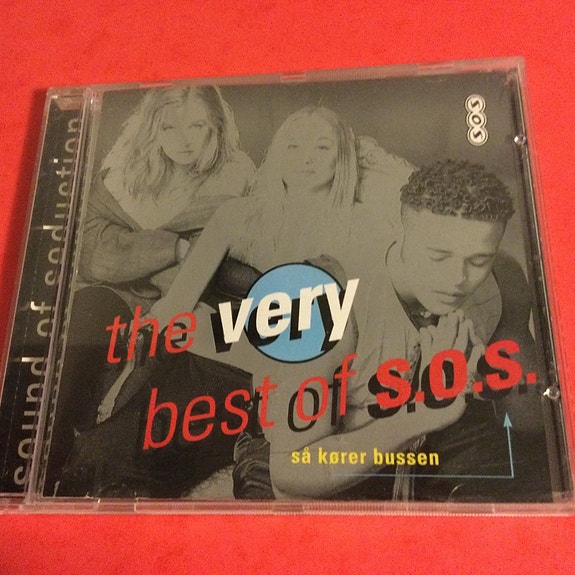 sos
sound of seduction
the very
best of s.o.s.
så kører bussen